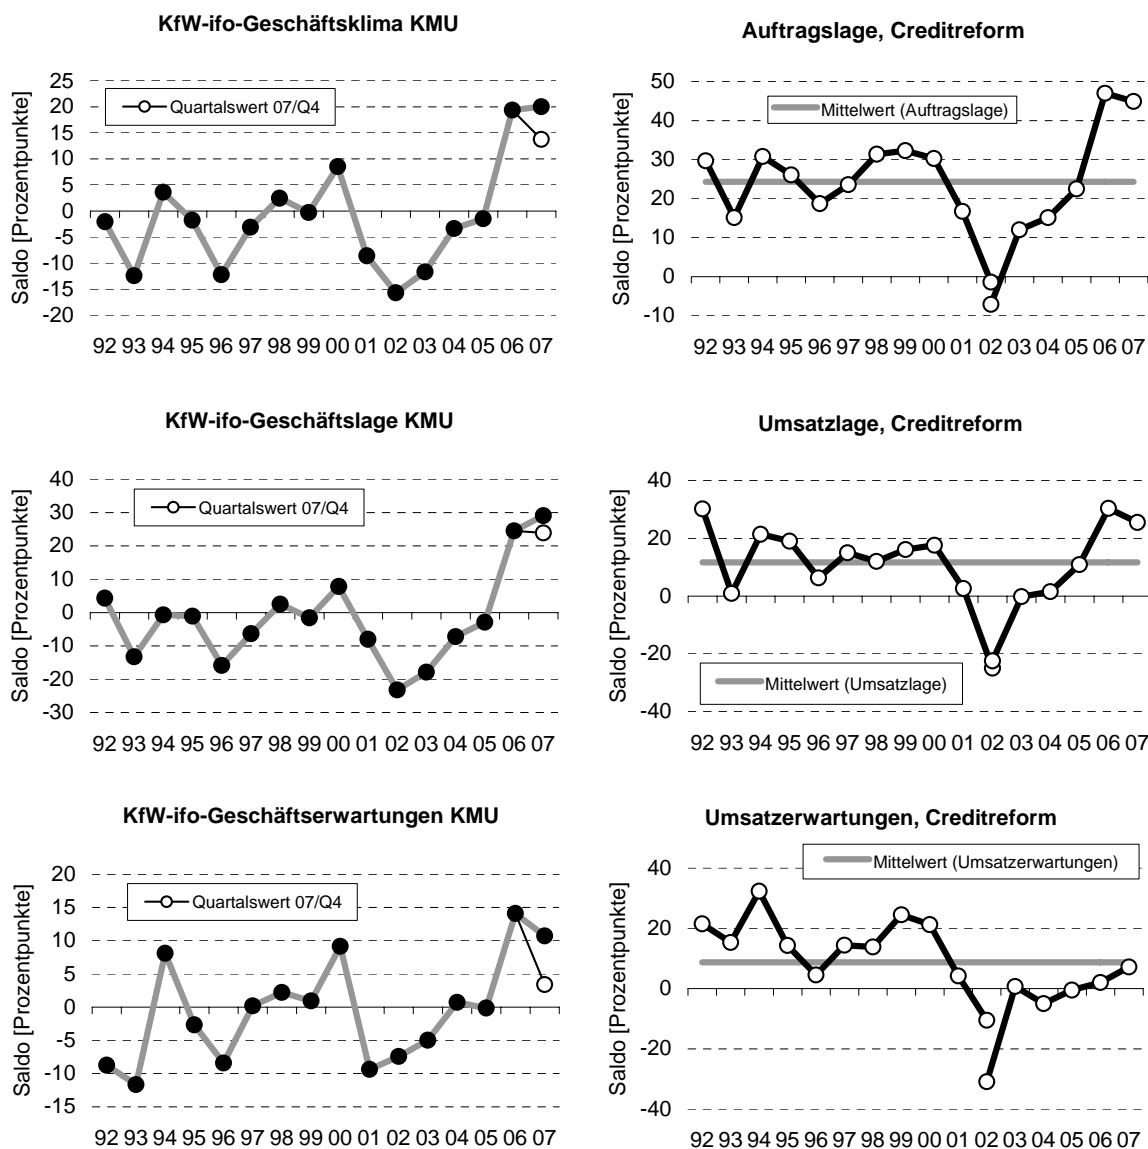 KfW-ifo-Geschäftsklima KMU
Saldo [Prozentpunkte]
25
20
15
10
5
0
-5
-10
-15
-20
Quartalswert 07/Q4
92 93 94 95 96 97 98 99 00 01 02 03 04 05 06 07
Auftragslage, Creditreform
Saldo [Prozentpunkte]
50
40
30
20
10
0
-10
Mittelwert (Auftragslage)
92 93 94 95 96 97 98 99 00 01 02 03 04 05 06 07
KfW-ifo-Geschäftslage KMU
Saldo [Prozentpunkte]
40
30
20
10
0
-10
-20
-30
Quartalswert 07/Q4
92 93 94 95 96 97 98 99 00 01 02 03 04 05 06 07
Umsatzlage, Creditreform
Saldo [Prozentpunkte]
40
20
0
-20
-40
Mittelwert (Umsatzlage)
92 93 94 95 96 97 98 99 00 01 02 03 04 05 06 07
KfW-ifo-Geschäftserwartungen KMU
Saldo [Prozentpunkte]
20
15
10
5
0
-5
-10
-15
Quartalswert 07/Q4
92 93 94 95 96 97 98 99 00 01 02 03 04 05 06 07
Umsatzerwartungen, Creditreform
Saldo [Prozentpunkte]
40
20
0
-20
-40
Mittelwert (Umsatzerwartungen)
92 93 94 95 96 97 98 99 00 01 02 03 04 05 06 07